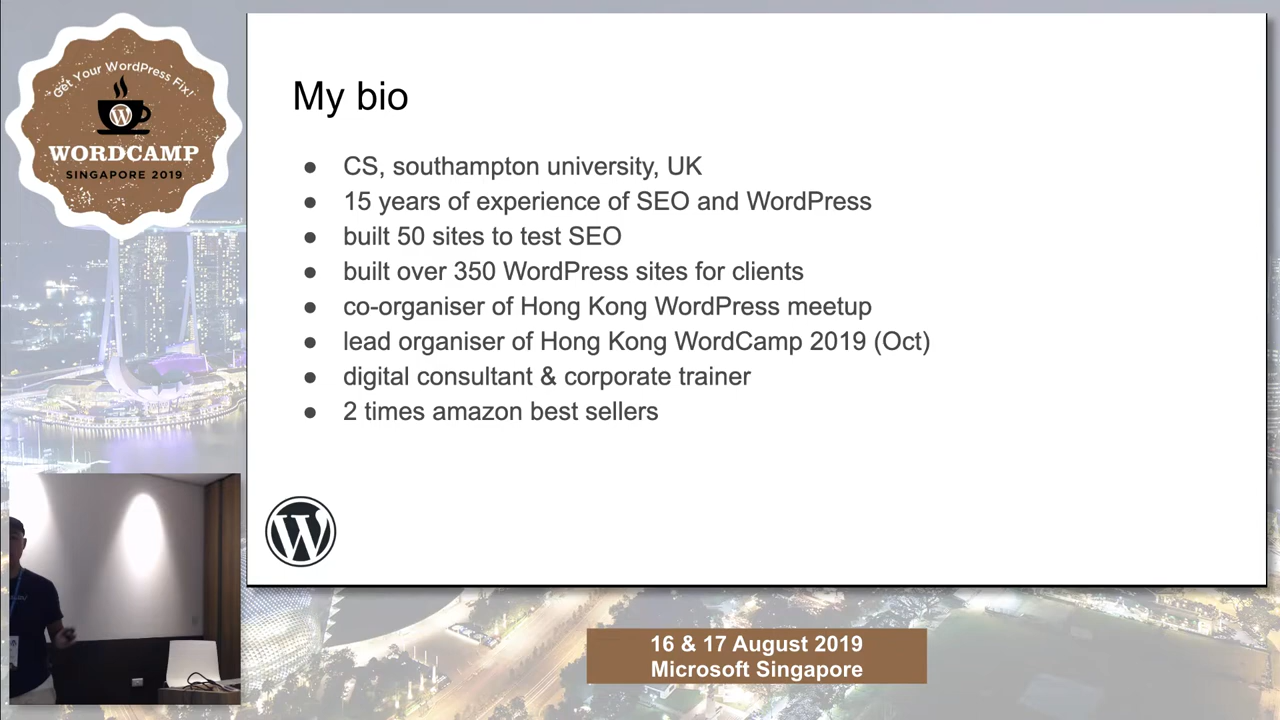 Get Your WordPress Fix!
WORDCAMP
SINGAPORE 2019
My bio
● CS, southampton university, UK
● 15 years of experience of SEO and WordPress
● built 50 sites to test SEO
● built over 350 WordPress sites for clients
● co-organiser of Hong Kong WordPress meetup
● lead organiser of Hong Kong WordCamp 2019 (Oct)
● digital consultant & corporate trainer
● 2 times amazon best sellers
16 & 17 August 2019
Microsoft Singapore